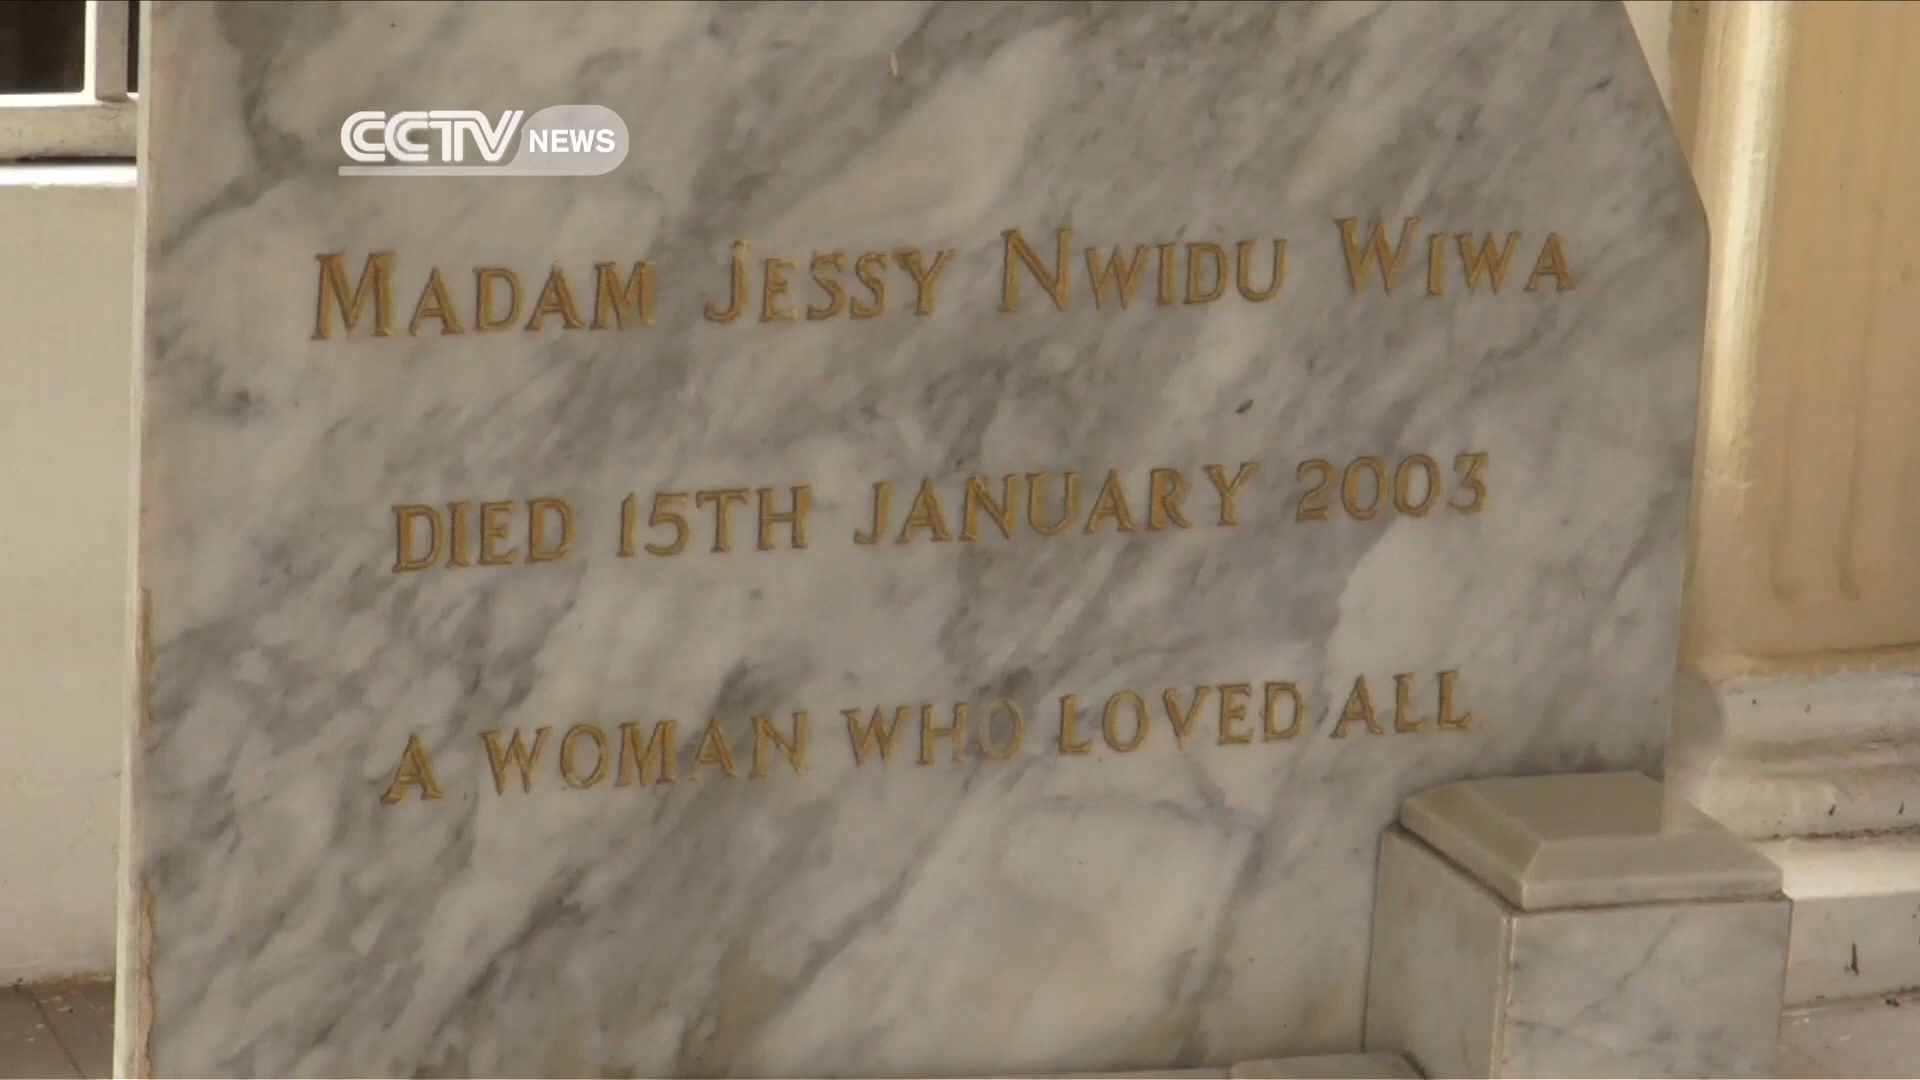 CCTV NEWS
MADAM JESSY NWIDU WIWA
DIED 15TH JANUARY 2003
A WOMAN WHO LOVED ALL